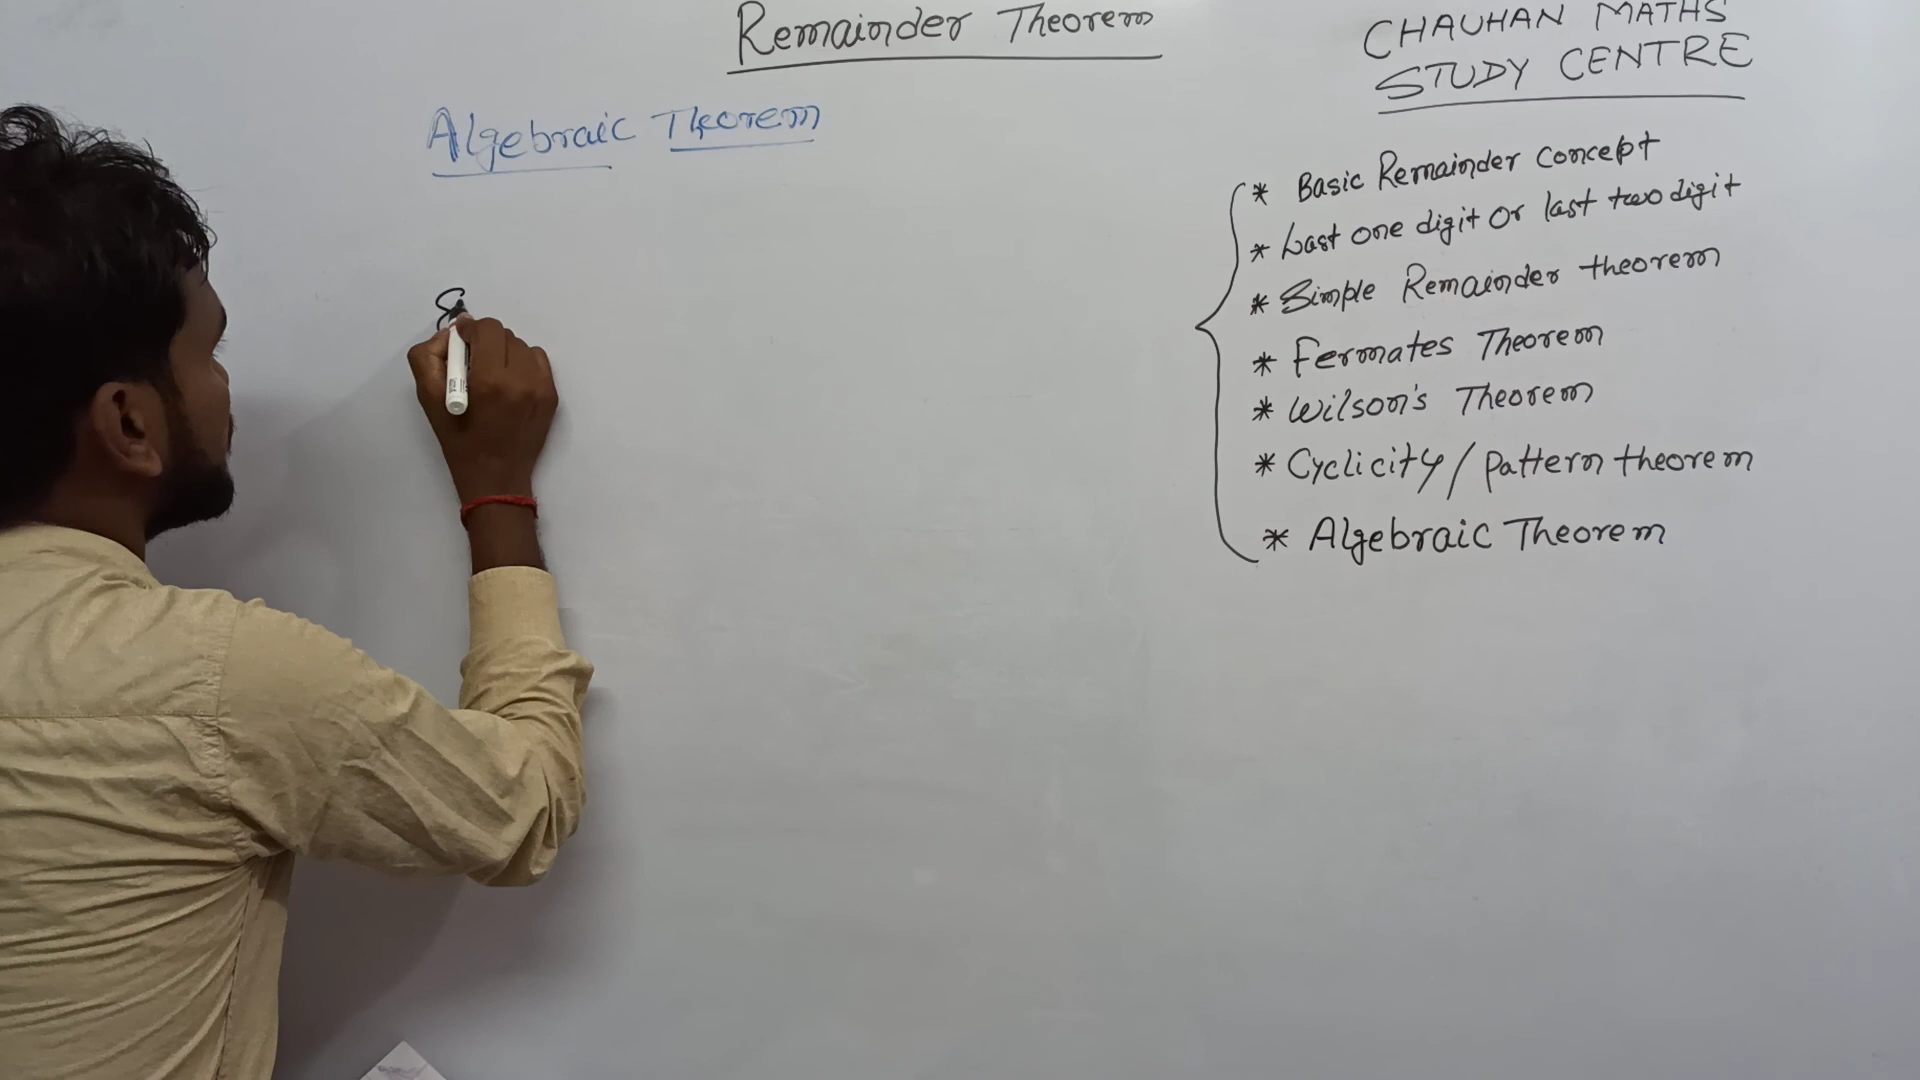 Remainder Theorem
CHAUHAN MATHS
STUDY CENTRE
Algebraic Theorem
* Basic Remainder concept
* Last one digit or last two digit
* Simple Remainder theorem
* Fermates Theorem
* Wilson's Theorem
* Cyclicity / pattern theorem
* Algebraic Theorem